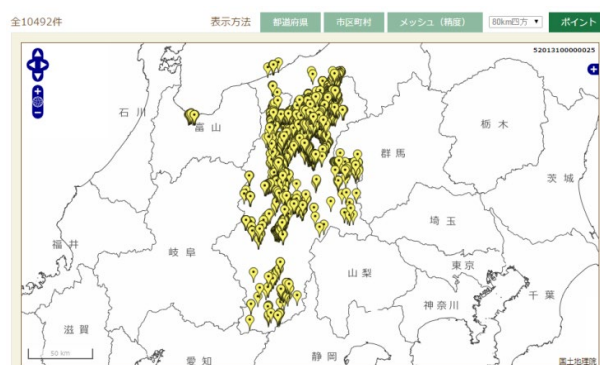 全10492件
表示方法 都道府県 市区町村 メッシュ（精度） 80km四方 ポイント
52013100000025
石川
富山
栃木
群馬
茨城
埼玉
福井
岐阜
山梨
東京
千葉
神奈川
滋賀
愛知
静岡
50 km
国土地理院